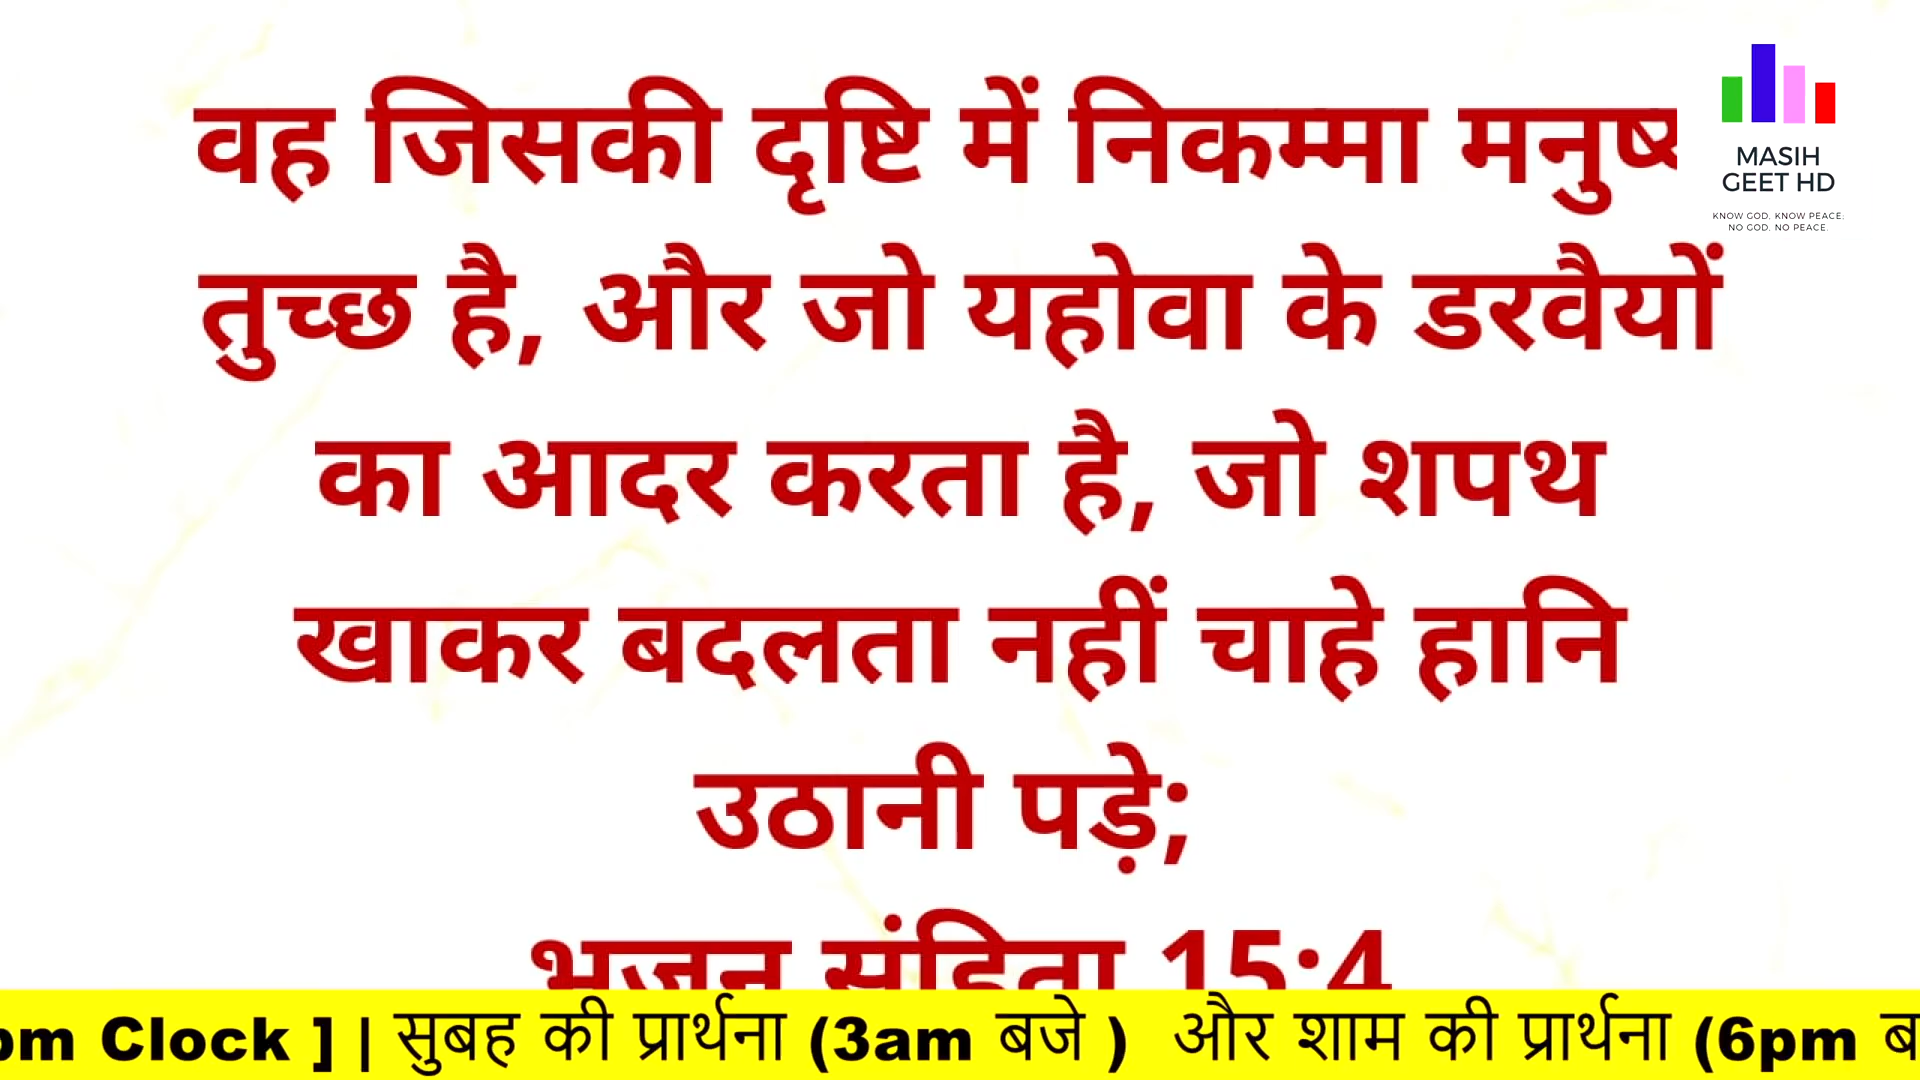 वह जिसकी दृष्टि में निकम्मा
तुच्छ है, और जो यहोवा के डरवैयों
का आदर करता है, जो शपथ
खाकर बदलता नहीं चाहे हानि
उठानी पड़े;
भजन संहिता 15:4
MASIH
GEET HD
KNOW GOD. KNOW PEACE:
NO GOD. NO PEACE.
pm Clock ] | सुबह की प्रार्थना (3am बजे ) और शाम की प्रार्थना (6pm